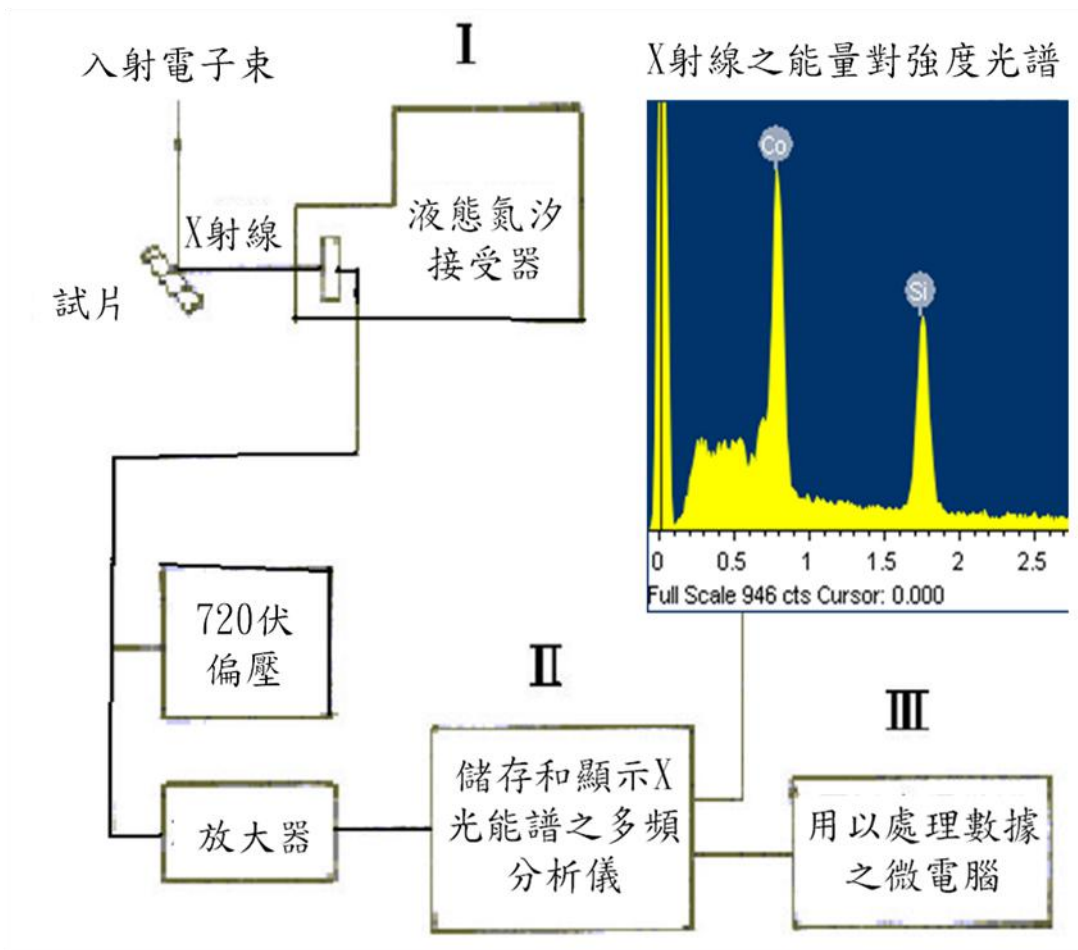 I
入射電子束
X射線之能量對強度光譜
X射線
試片
液態氮汐
接受器
Co
Si
0 0.5 1 1.5 2 2.5
Full Scale 946 cts Cursor: 0.000
720伏
偏壓
放大器
II
儲存和顯示X
光能譜之多頻
分析儀
III
用以處理數據
之微電腦